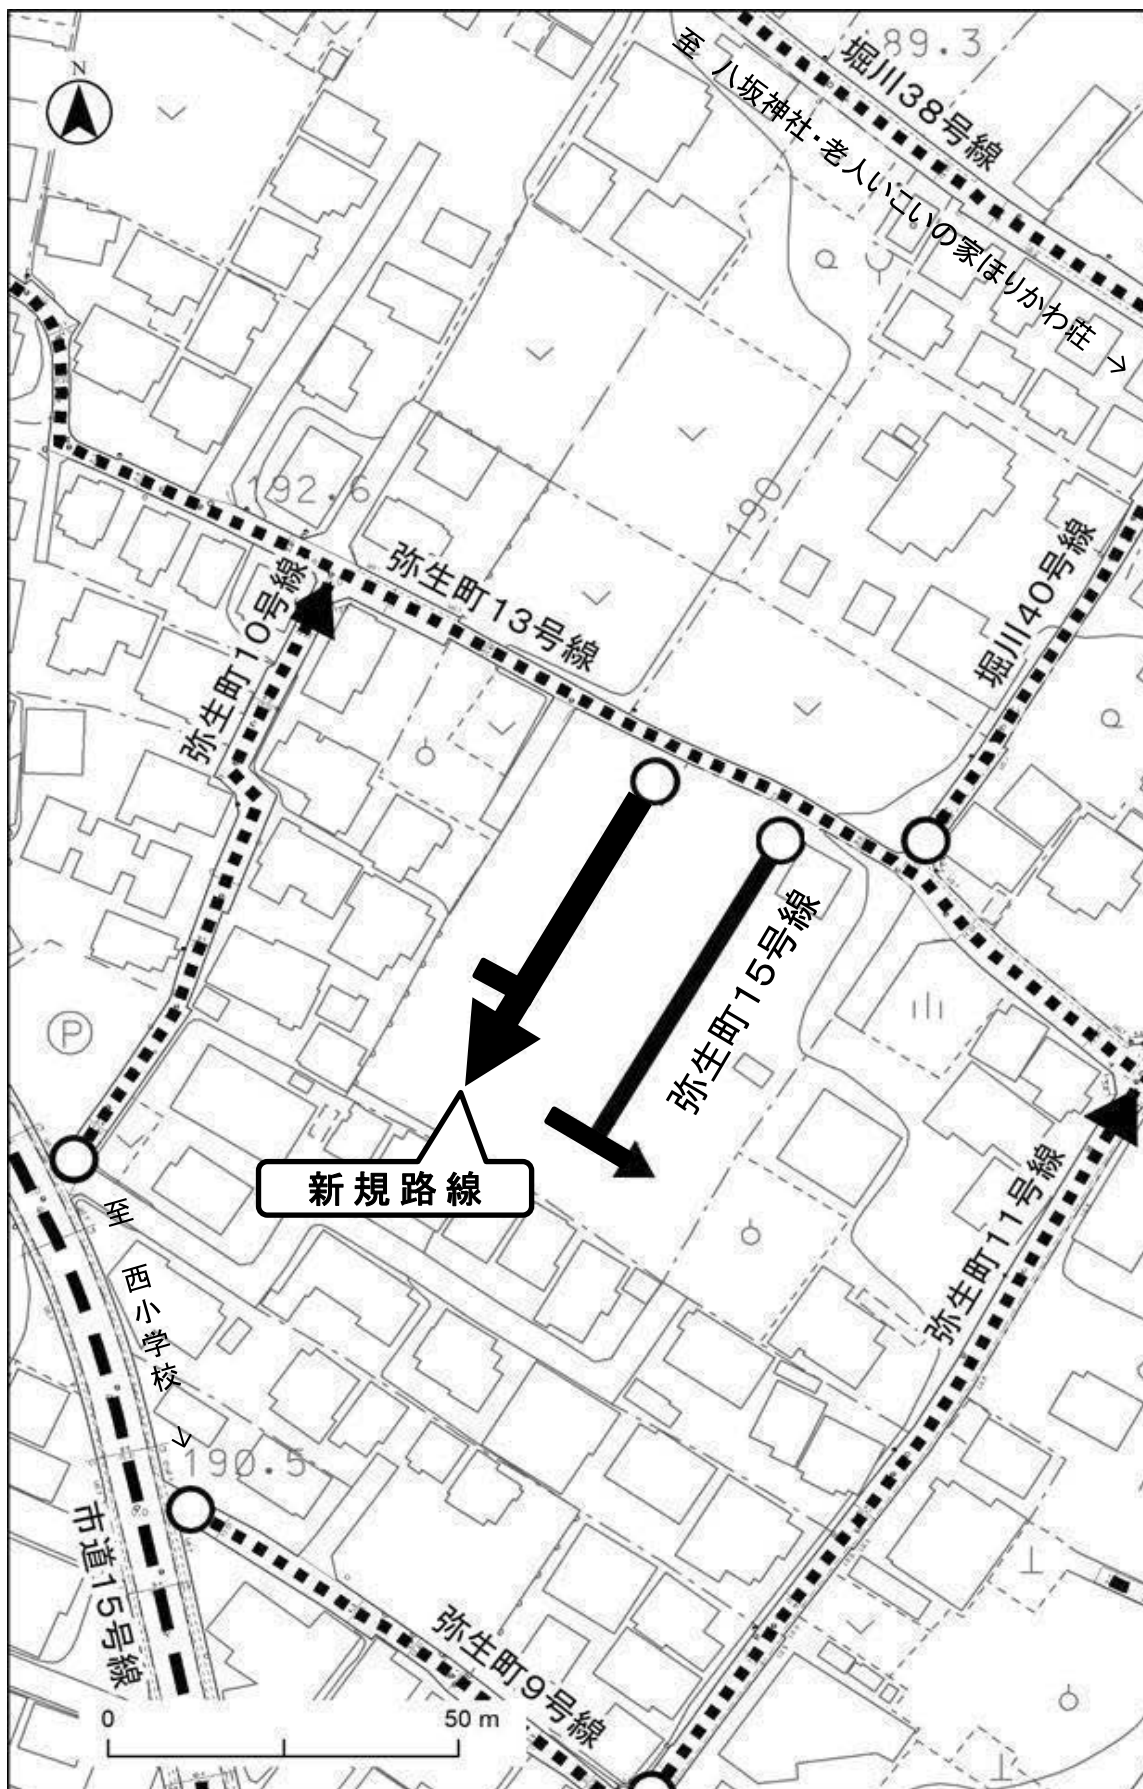 N
89.3
堀川38号線
至 八坂神社・老人いこいの家ほりかわ荘 →
192.6
190
弥生町13号線
弥生町10号線
堀川40号線
弥生町15号線
P
新規路線
弥生町11号線
至 西小学校 →
190.5
市道15号線
弥生町9号線
0
50 m